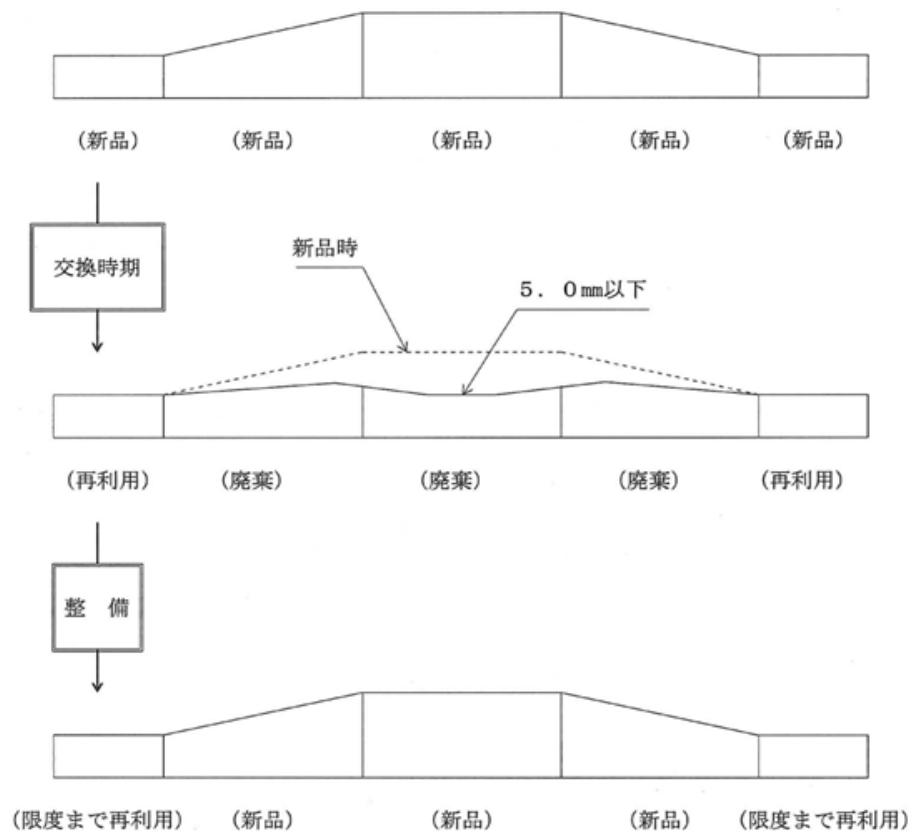 (新品) (新品) (新品) (新品) (新品)
交換時期
新品時
5.0㎜以下
(再利用) (廃棄) (廃棄) (廃棄) (再利用)
整 備
(限度まで再利用) (新品) (新品) (新品) (限度まで再利用)